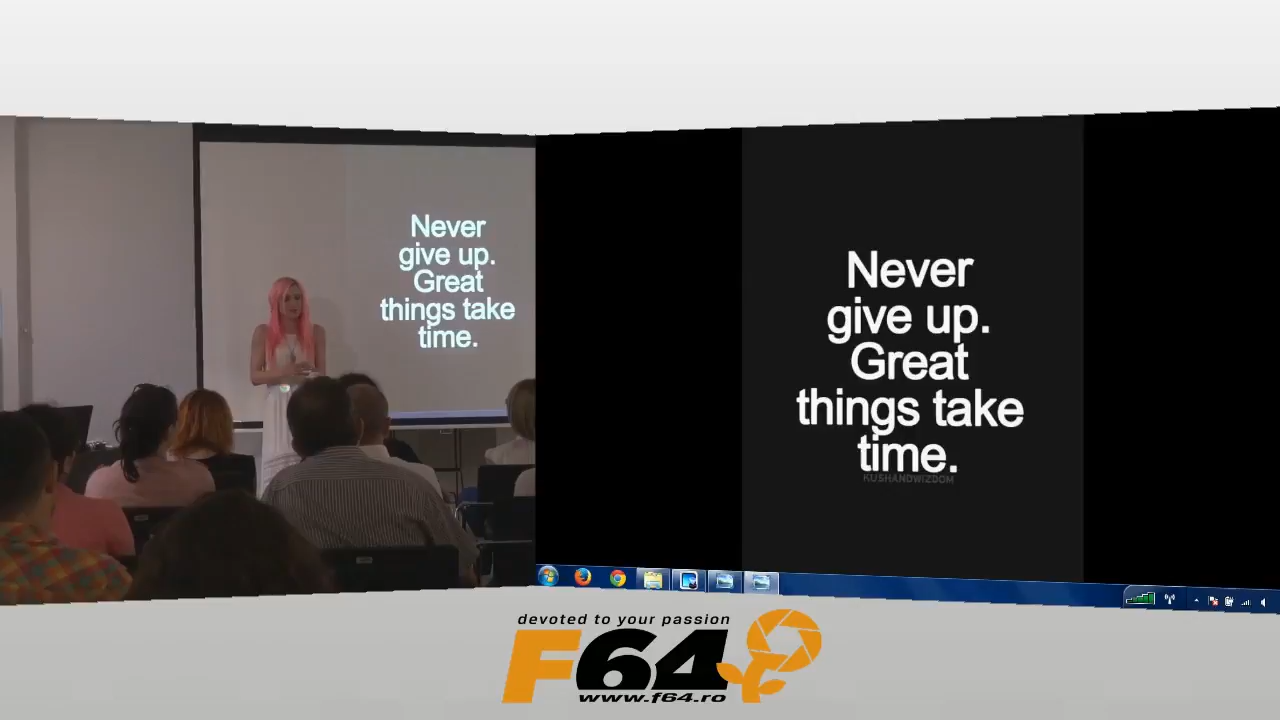 Never
give up.
Great
things take
time.
Never
give up.
Great
things take
time.
KUSHANDWIZDOM
devoted to your passion
F64
www.f64.ro